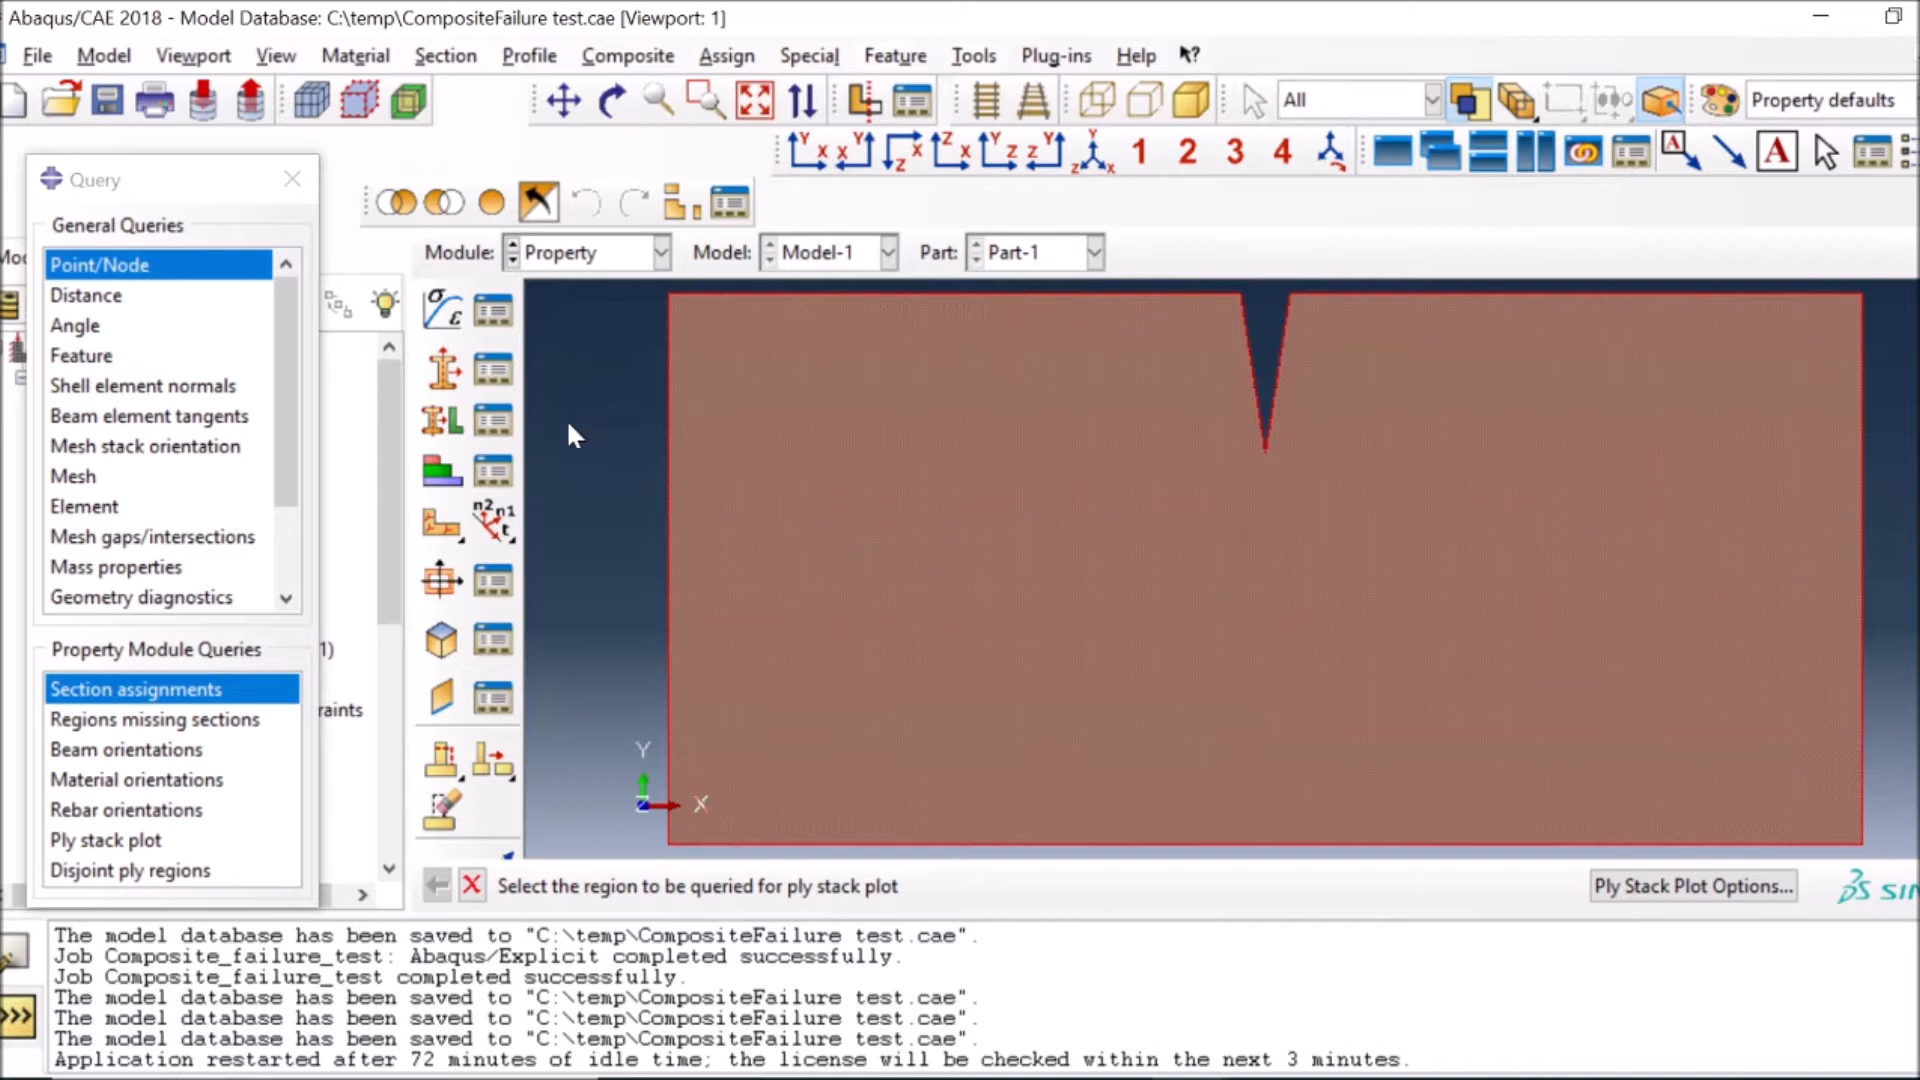 Abaqus/CAE 2018 - Model Database: C:\temp\CompositeFailure test.cae [Viewport: 1]
File Model Viewport View Material Section Profile Composite Assign Special Feature Tools Plug-ins Help
All
Property defaults
1 2 3 4
A
Query
General Queries
Point/Node
Distance
Angle
Feature
Shell element normals
Beam element tangents
Mesh stack orientation
Mesh
Element
Mesh gaps/intersections
Mass properties
Geometry diagnostics
Property Module Queries
Section assignments
Regions missing sections
Beam orientations
Material orientations
Rebar orientations
Ply stack plot
Disjoint ply regions
1)
raints
Module: Property Model: Model-1 Part: Part-1
σ
ε
n2 n1
t
Y
X
Select the region to be queried for ply stack plot
Ply Stack Plot Options...
The model database has been saved to "C:\temp\CompositeFailure test.cae".
Job Composite_failure_test: Abaqus/Explicit completed successfully.
Job Composite_failure_test completed successfully.
The model database has been saved to "C:\temp\CompositeFailure test.cae".
The model database has been saved to "C:\temp\CompositeFailure test.cae".
The model database has been saved to "C:\temp\CompositeFailure test.cae".
Application restarted after 72 minutes of idle time; the license will be checked within the next 3 minutes.
>>>